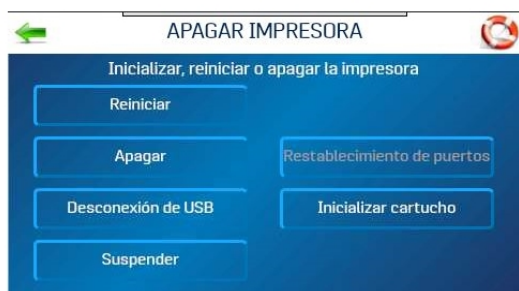 APAGAR IMPRESORA
Inicializar, reiniciar o apagar la impresora
Reiniciar
Apagar
Restablecimiento de puertos
Desconexión de USB
Inicializar cartucho
Suspender